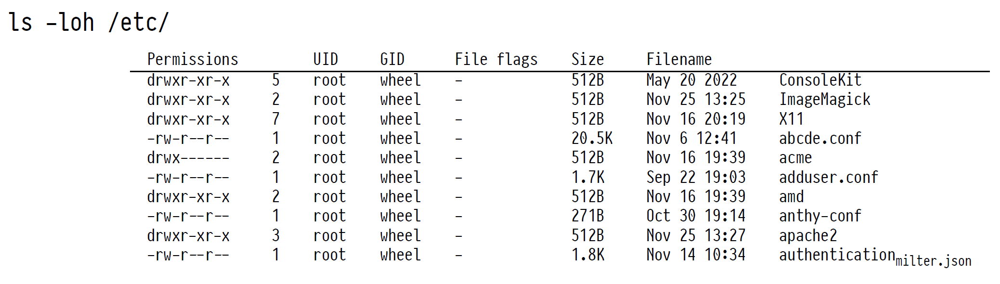 ls -loh /etc/
Permissions UID GID File flags Size Filename
drwxr-xr-x 5 root wheel - 512B May 20 2022 ConsoleKit
drwxr-xr-x 2 root wheel - 512B Nov 25 13:25 ImageMagick
drwxr-xr-x 7 root wheel - 512B Nov 16 20:19 X11
-rw-r--r-- 1 root wheel - 20.5K Nov 6 12:41 abcde.conf
drwx------ 2 root wheel - 512B Nov 16 19:39 acme
-rw-r--r-- 1 root wheel - 1.7K Sep 22 19:03 adduser.conf
drwxr-xr-x 2 root wheel - 512B Nov 16 19:39 amd
-rw-r--r-- 1 root wheel - 271B Oct 30 19:14 anthy-conf
drwxr-xr-x 3 root wheel - 512B Nov 25 13:27 apache2
-rw-r--r-- 1 root wheel - 1.8K Nov 14 10:34 authenticationmilter.json